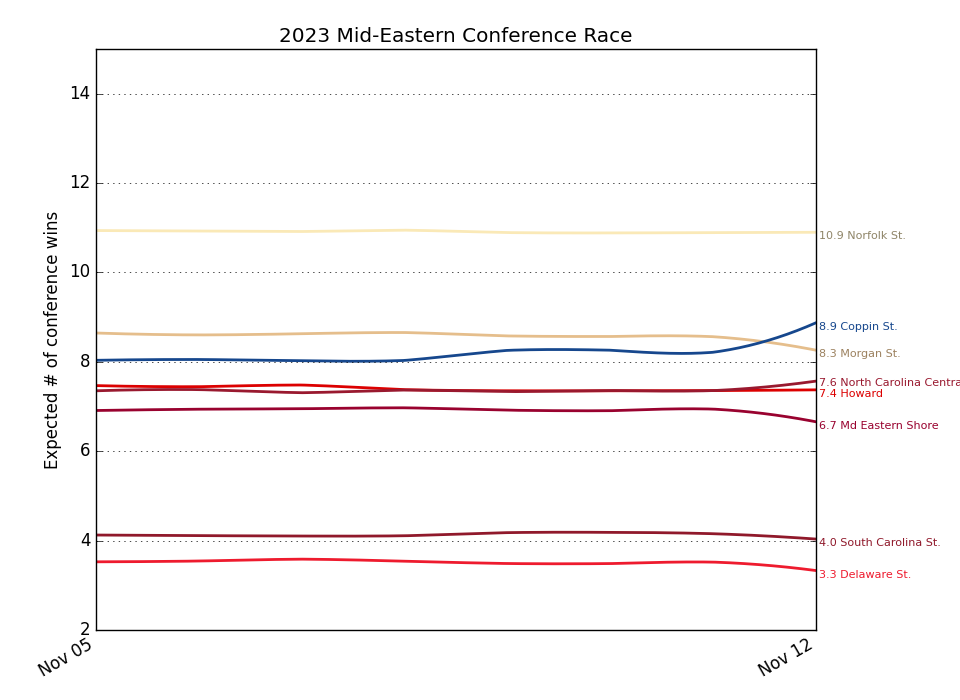 2023 Mid-Eastern Conference Race
Expected # of conference wins
14
12
10
8
6
4
2
Nov 05
Nov 12
10.9 Norfolk St.
8.9 Coppin St.
8.3 Morgan St.
7.6 North Carolina Centra
7.4 Howard
6.7 Md Eastern Shore
4.0 South Carolina St.
3.3 Delaware St.